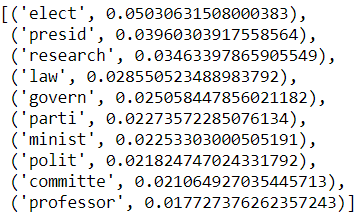 [('elect', 0.05030631508000383),
('presid', 0.03960303917558564),
('research', 0.03463397865905549),
('law', 0.028550523488983792),
('govern', 0.025058447856021182),
('parti', 0.02273572285076134),
('minist', 0.02253303000505191),
('polit', 0.021824747024331792),
('committe', 0.021064927035445713),
('professor', 0.017727376262357243)]